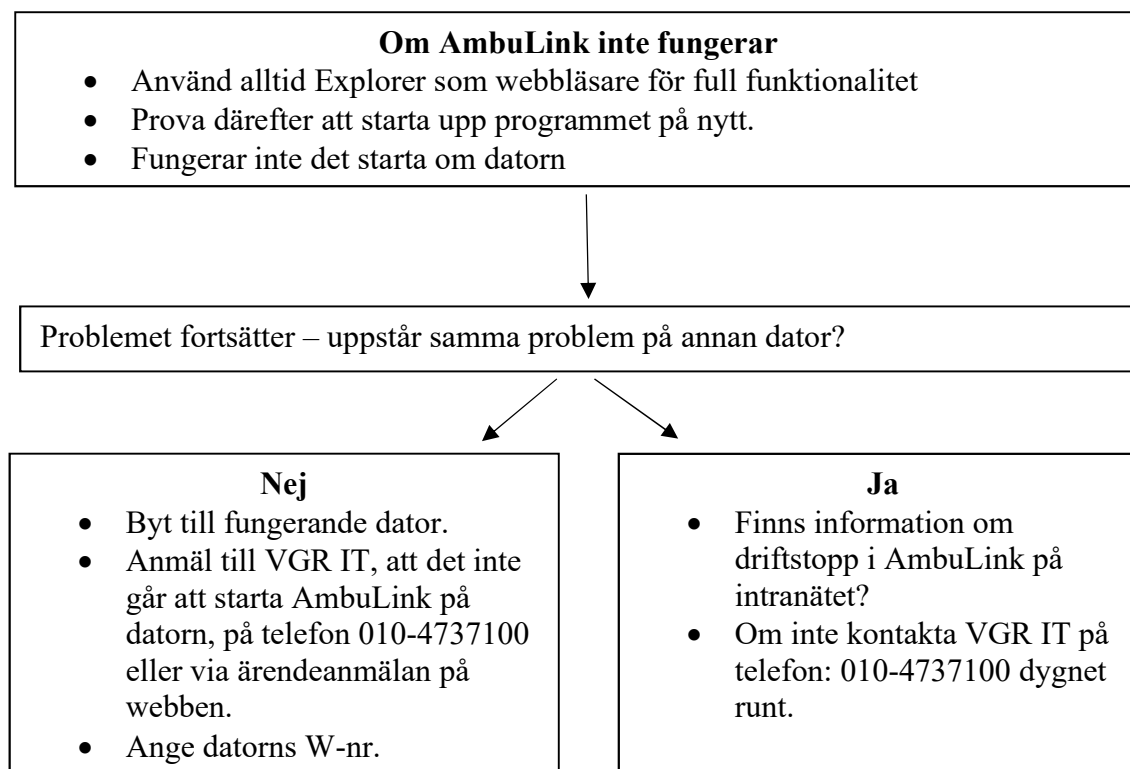 Om AmbuLink inte fungerar
• Använd alltid Explorer som webbläsare för full funktionalitet
• Prova därefter att starta upp programmet på nytt.
• Fungerar inte det starta om datorn
Problemet fortsätter – uppstår samma problem på annan dator?
Nej
• Byt till fungerande dator.
• Anmäl till VGR IT, att det inte
går att starta AmbuLink på
datorn, på telefon 010-4737100
eller via ärendeanmälan på
webben.
• Ange datorns W-nr.
Ja
• Finns information om
driftstopp i AmbuLink på
intranätet?
• Om inte kontakta VGR IT på
telefon: 010-4737100 dygnet
runt.